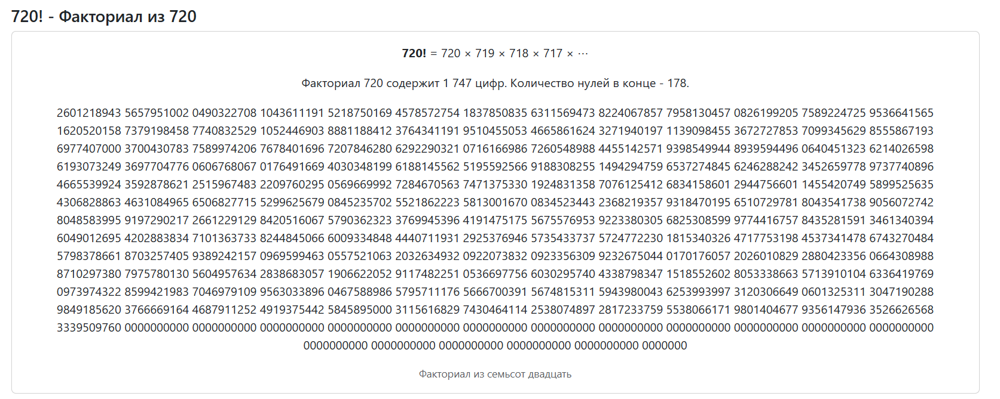 720! - Факториал из 720
720! = 720 × 719 × 718 × 717 × ⋯
Факториал 720 содержит 1 747 цифр. Количество нулей в конце - 178.
2601218943 5657951002 0490322708 1043611191 5218750169 4578572754 1837850835 6311569473 8224067857 7958130457 0826199205 7589224725 9536641565
1620520158 7379198458 7740832529 1052446903 8881188412 3764341191 9510455053 4665861624 3271940197 1139098455 3672727853 7099345629 8555867193
6977407000 3700430783 7589974206 7678401696 7207846280 6292290321 0716166986 7260548988 4455142571 9398549944 8939594496 0640451323 6214026598
6193073249 3697704776 0606768067 0176491669 4030348199 6188145562 5195592566 9188308255 1494294759 6537274845 6246288242 3452659778 9737740896
4665539924 3592878621 2515967483 2209760295 0569669992 7284670563 7471375330 1924831358 7076125412 6834158601 2944756601 1455420749 5899525635
4306828863 4631084965 6506827715 5299625679 0845235702 5521862223 5813001670 0834523443 2368219357 9318470195 6510729781 8043541738 9056072742
8048583995 9197290217 2661229129 8420516067 5790362323 3769945396 4191475175 5675576953 9223380305 6825308599 9774416757 8435281591 3461340394
6049012695 4202883834 7101363733 8244845066 6009334848 4440711931 2925376946 5735433737 5724772230 1815340326 4717753198 4537341478 6743270484
5798378661 8703257405 9389242157 0969599463 0557521063 2032634932 0922073832 0923356309 9232675044 0170176057 2026010829 2880423356 0664308988
8710297380 7975780130 5604957634 2838683057 1906622052 9117482251 0536697756 6030295740 4338798347 1518552602 8053338663 5713910104 6336419769
0973974322 8599421983 7046979109 9563033896 0467588986 5795711176 5666700391 5674815311 5943980043 6253993997 3120306649 0601325311 3047190288
9849185620 3766669164 4687911252 4919375442 5845895000 3115616829 7430464114 2538074897 2817233759 5538066171 9801404677 9356147936 3526626568
3339509760 0000000000 0000000000 0000000000 0000000000 0000000000 0000000000 0000000000 0000000000 0000000000 0000000000 0000000000 0000000000
0000000000 0000000000 0000000000 0000000000 0000000000 0000000
Факториал из семьсот двадцать